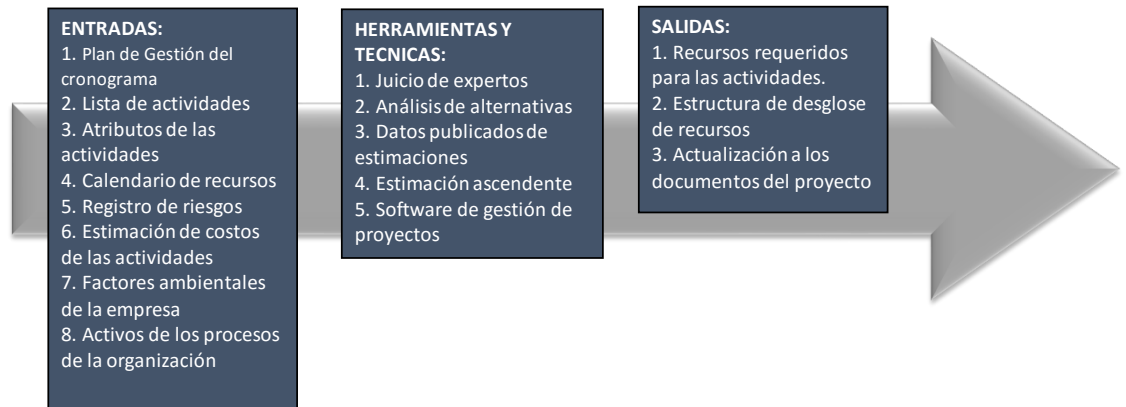 ENTRADAS:
1. Plan de Gestión del
cronograma
2. Lista de actividades
3. Atributos de las
actividades
4. Calendario de recursos
5. Registro de riesgos
6. Estimación de costos
de las actividades
7. Factores ambientales
de la empresa
8. Activos de los procesos
de la organización
HERRAMIENTAS Y
TECNICAS:
1. Juicio de expertos
2. Análisis de alternativas
3. Datos publicados de
estimaciones
4. Estimación ascendente
5. Software de gestión de
proyectos
SALIDAS:
1. Recursos requeridos
para las actividades.
2. Estructura de desglose
de recursos
3. Actualización a los
documentos del proyecto